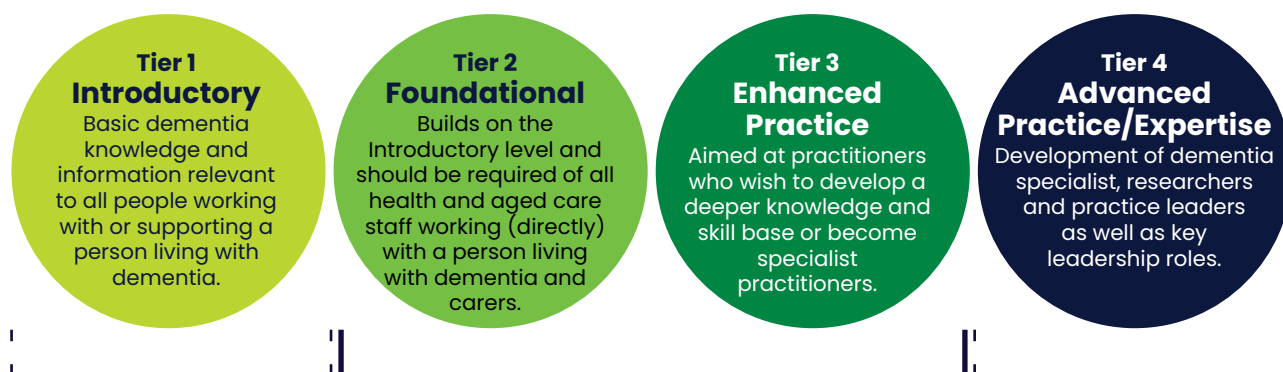 Tier 1
Introductory
Basic dementia
knowledge and
information relevant
to all people working
with or supporting a
person living with
dementia.
Tier 2
Foundational
Builds on the
Introductory level and
should be required of all
health and aged care
staff working (directly)
with a person living
with dementia and
carers.
Tier 3
Enhanced
Practice
Aimed at practitioners
who wish to develop a
deeper knowledge and
skill base or become
specialist
practitioners.
Tier 4
Advanced
Practice/Expertise
Development of dementia
specialist, researchers
and practice leaders
as well as key
leadership roles.